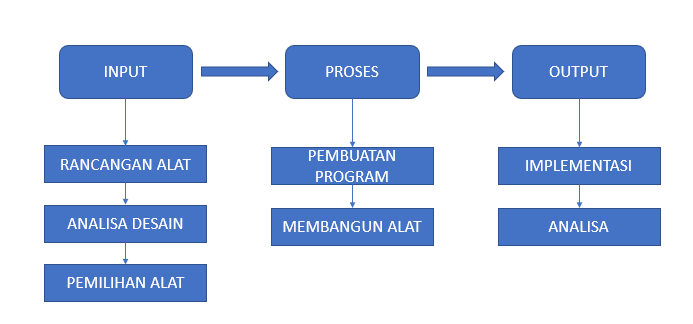 INPUT
PROSES
OUTPUT
RANCANGAN ALAT
ANALISA DESAIN
PEMILIHAN ALAT
PEMBUATAN
PROGRAM
MEMBANGUN ALAT
IMPLEMENTASI
ANALISA